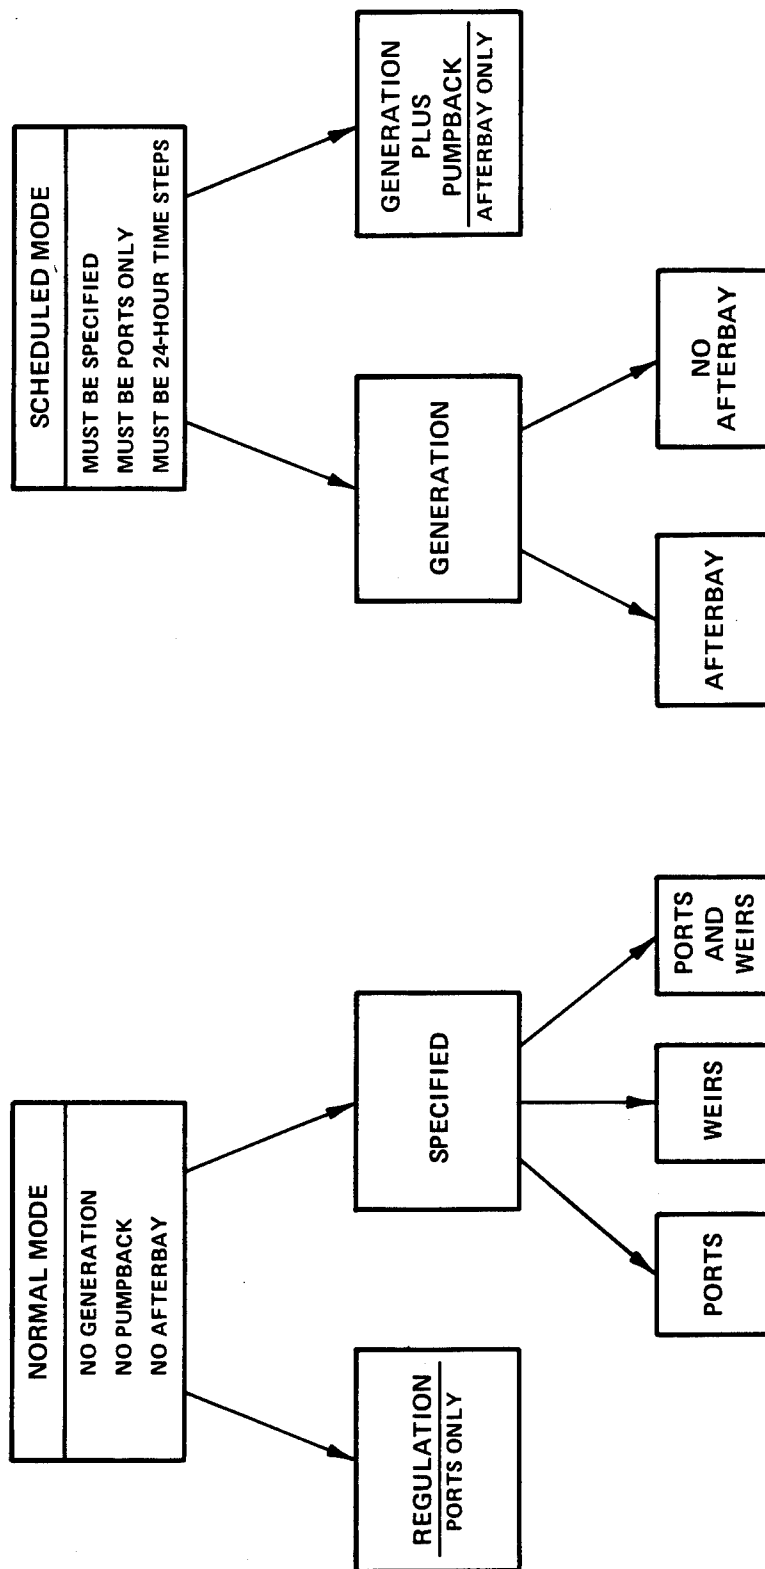 NORMAL MODE
NO GENERATION
NO PUMPBACK
NO AFTERBAY
REGULATION
PORTS ONLY
SPECIFIED
PORTS
WEIRS
PORTS
AND
WEIRS
SCHEDULED MODE
MUST BE SPECIFIED
MUST BE PORTS ONLY
MUST BE 24-HOUR TIME STEPS
GENERATION
GENERATION
PLUS
PUMPBACK
AFTERBAY ONLY
AFTERBAY
NO
AFTERBAY